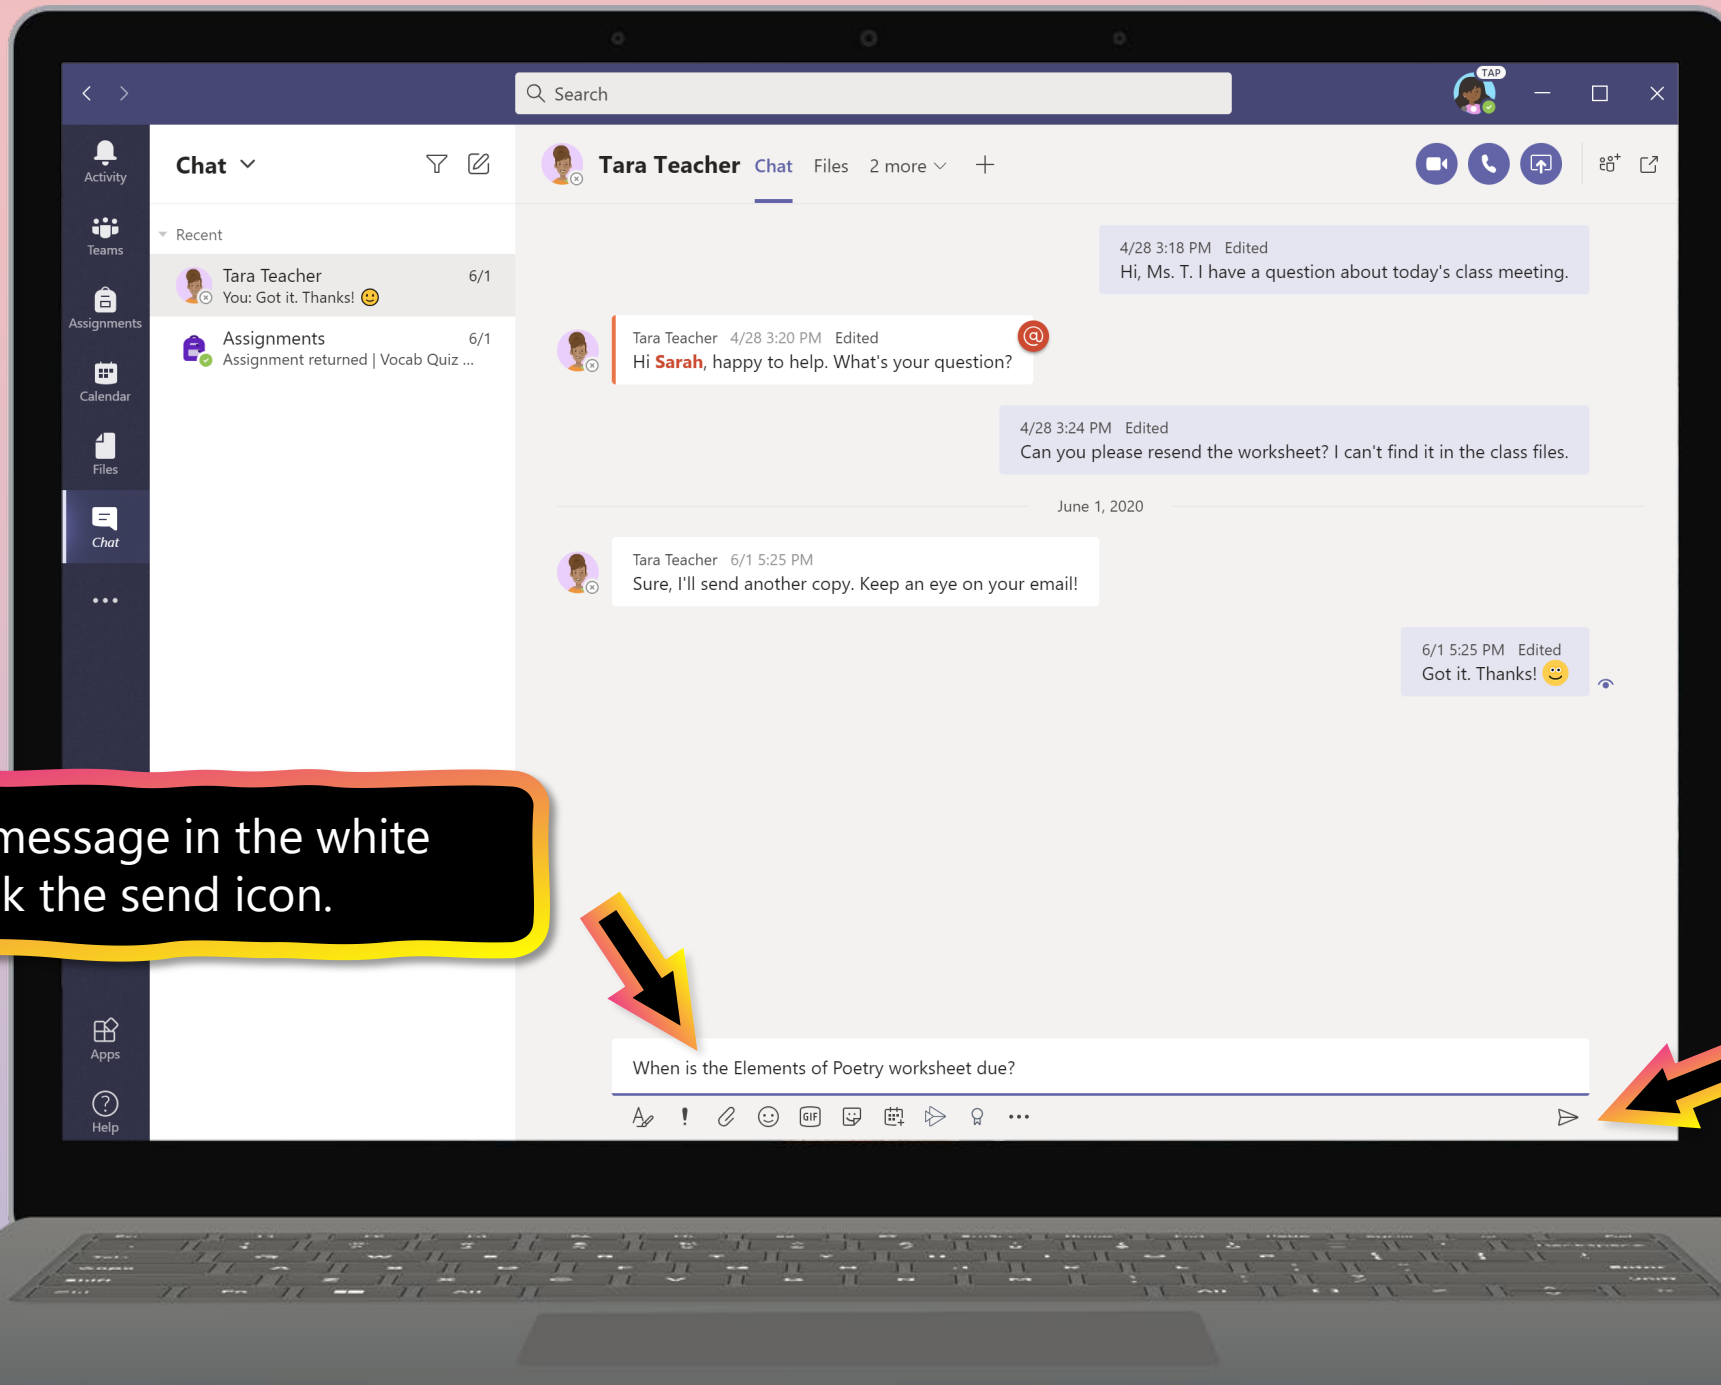 Search
TAP
Activity
Teams
Assignments
Calendar
Files
Chat
Apps
Help
Chat
Recent
Tara Teacher 6/1
You: Got it. Thanks! 🙂
Assignments 6/1
Assignment returned | Vocab Quiz ...
Tara Teacher Chat Files 2 more
4/28 3:18 PM Edited
Hi, Ms. T. I have a question about today's class meeting.
Tara Teacher 4/28 3:20 PM Edited
@
Hi Sarah, happy to help. What's your question?
4/28 3:24 PM Edited
Can you please resend the worksheet? I can't find it in the class files.
June 1, 2020
Tara Teacher 6/1 5:25 PM
Sure, I'll send another copy. Keep an eye on your email!
6/1 5:25 PM Edited
Got it. Thanks! 🙂
message in the white
k the send icon.
When is the Elements of Poetry worksheet due?
GIF